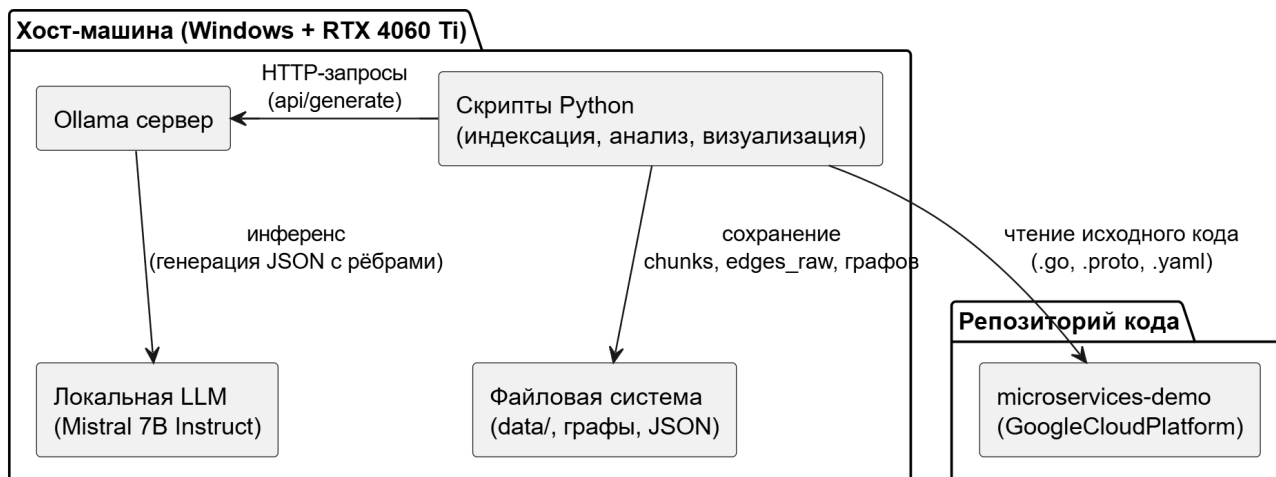 Хост-машина (Windows + RTX 4060 Ti)
HTTP-запросы
(api/generate)
Ollama сервер
Скрипты Python
(индексация, анализ, визуализация)
инференс
(генерация JSON с рёбрами)
сохранение
chunks, edges_raw, графов
чтение исходного кода
(.go, .proto, .yaml)
Репозиторий кода
Локальная LLM
(Mistral 7B Instruct)
Файловая система
(data/, графы, JSON)
microservices-demo
(GoogleCloudPlatform)